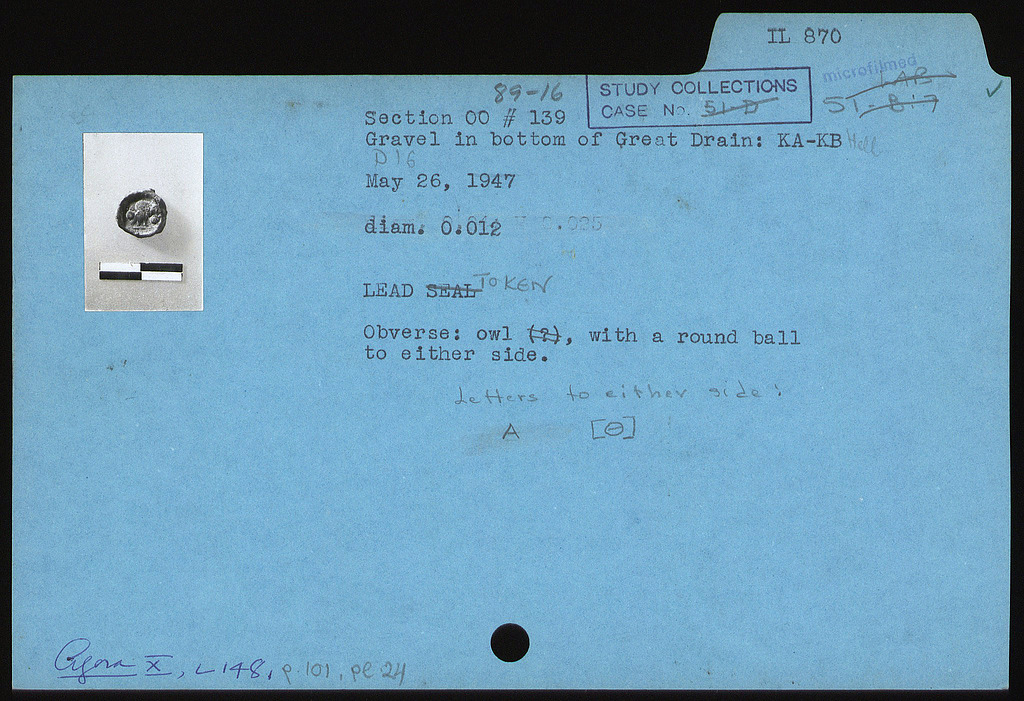 IL 870
microfilmed
LAR
51-B:7
89-16
STUDY COLLECTIONS
CASE No. 51-D
Section OO # 139
Gravel in bottom of Great Drain: KA-KB
D16
May 26, 1947
diam. 0.012
LEAD SEAL TOKEN
Obverse: owl (?), with a round ball
to either side.
Letters to either side:
A [Θ]
Agora X, L 148, p. 101, pl 24